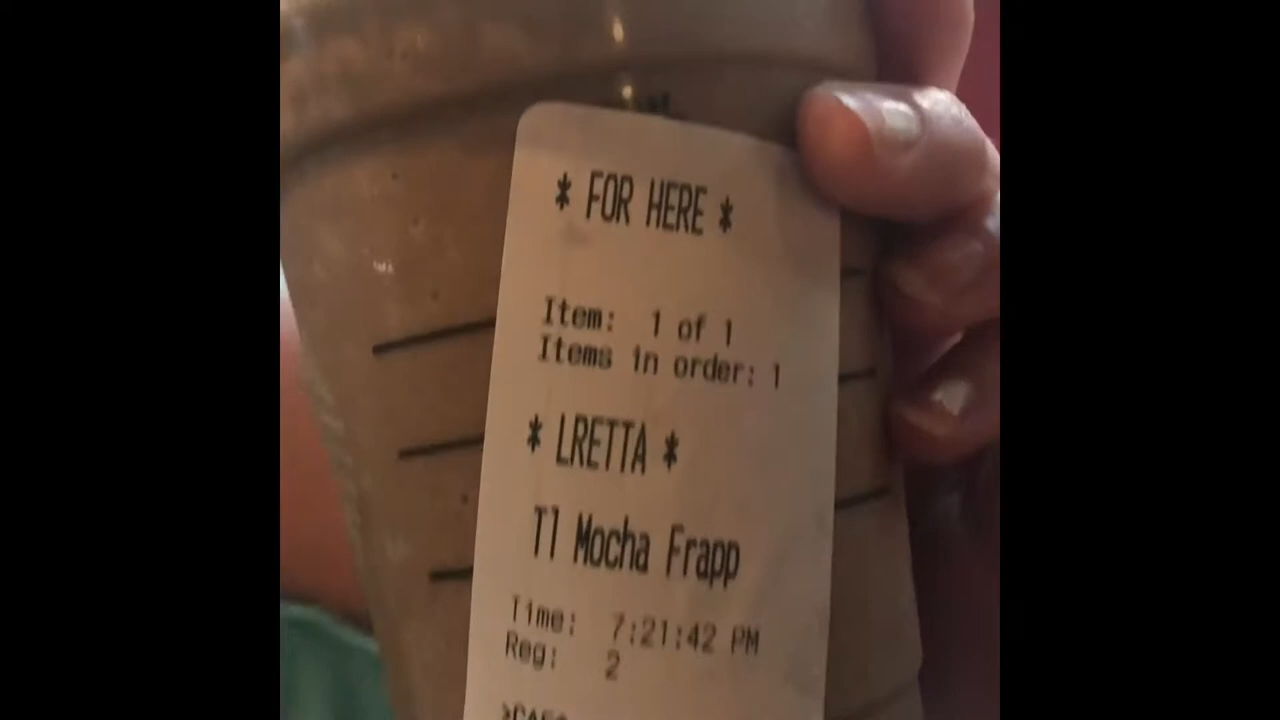 * FOR HERE *
Item: 1 of 1
Items in order: 1
* LRETTA *
Tl Mocha Frapp
Time: 7:21:42 PM
Reg: 2